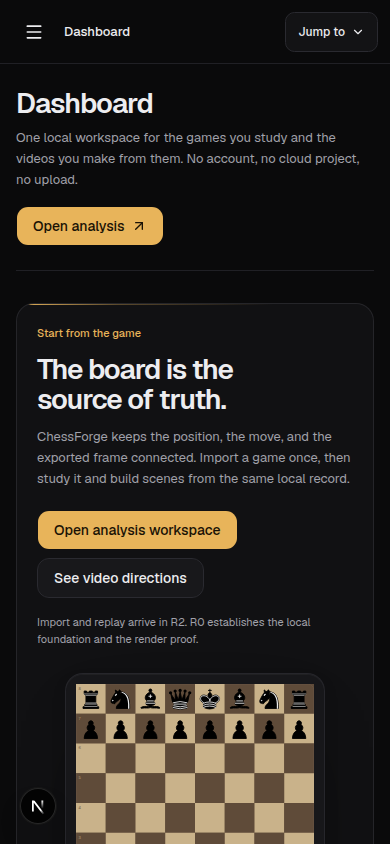 Dashboard
Jump to
Dashboard
One local workspace for the games you study and the
videos you make from them. No account, no cloud project,
no upload.
Open analysis
Start from the game
The board is the
source of truth.
ChessForge keeps the position, the move, and the
exported frame connected. Import a game once, then
study it and build scenes from the same local record.
Open analysis workspace
See video directions
Import and replay arrive in R2. R0 establishes the local
foundation and the render proof.
N